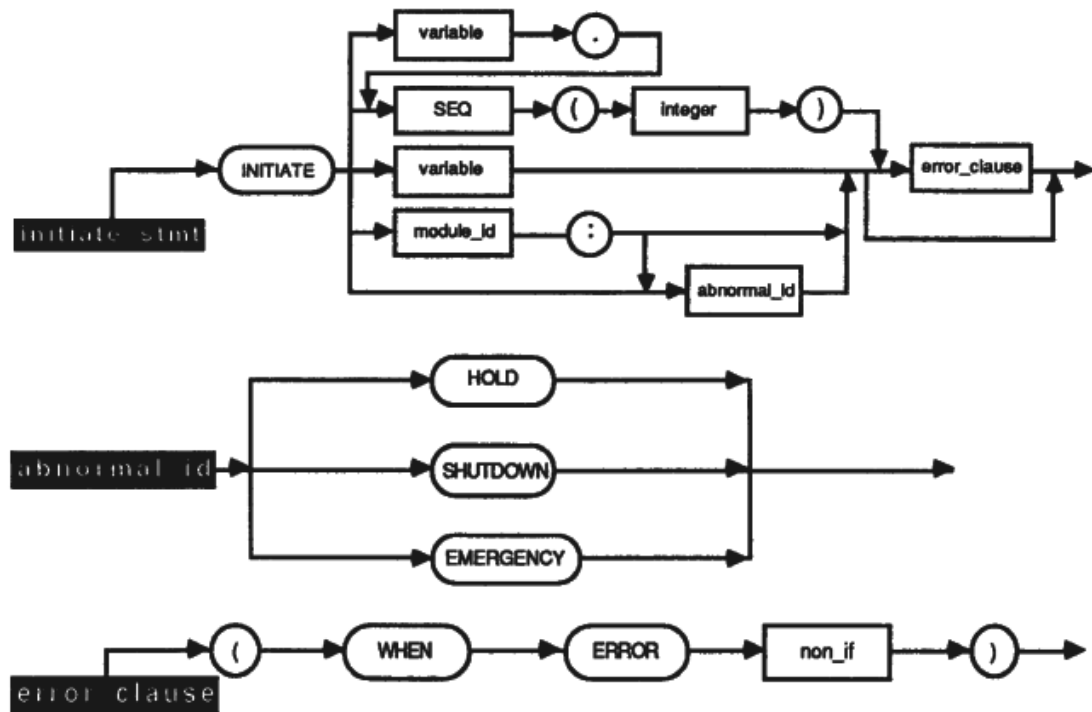 variable .
SEQ ( integer )
INITIATE variable error_clause
initiate stmt module_id :
abnormal_id
HOLD
abnormal id SHUTDOWN
EMERGENCY
( WHEN ERROR non_if )
error clause